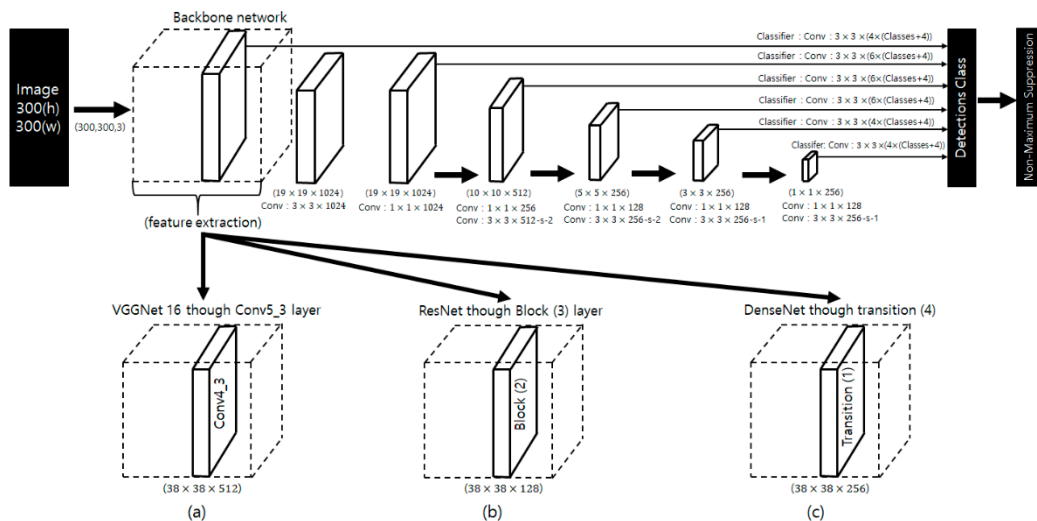 Backbone network
Image
300(h)
300(w)
(300,300,3)
Classifier : Conv : 3 × 3 ×(4×(Classes+4))
Classifier : Conv : 3 × 3 ×(6×(Classes+4))
Classifier : Conv : 3 × 3 ×(6×(Classes+4))
Classifier : Conv : 3 × 3 ×(6×(Classes+4))
Classifier : Conv : 3 × 3 ×(4×(Classes+4))
Classifer: Conv : 3 × 3 ×(4×(Classes+4))
Detections Class
Non-Maximum Suppression
(19 × 19 × 1024)
Conv : 3 × 3 × 1024
(19 × 19 × 1024)
Conv : 1 × 1 × 1024
(10 × 10 × 512)
Conv : 1 × 1 × 256
Conv : 3 × 3 × 512-s-2
(5 × 5 × 256)
Conv : 1 × 1 × 128
Conv : 3 × 3 × 256-s-2
(3 × 3 × 256)
Conv : 1 × 1 × 128
Conv : 3 × 3 × 256-s-1
(1 × 1 × 256)
Conv : 1 × 1 × 128
Conv : 3 × 3 × 256-s-1
(feature extraction)
VGGNet 16 though Conv5_3 layer
Conv4_3
(38 × 38 × 512)
(a)
ResNet though Block (3) layer
Block (2)
(38 × 38 × 128)
(b)
DenseNet though transition (4)
Transition (1)
(38 × 38 × 256)
(c)